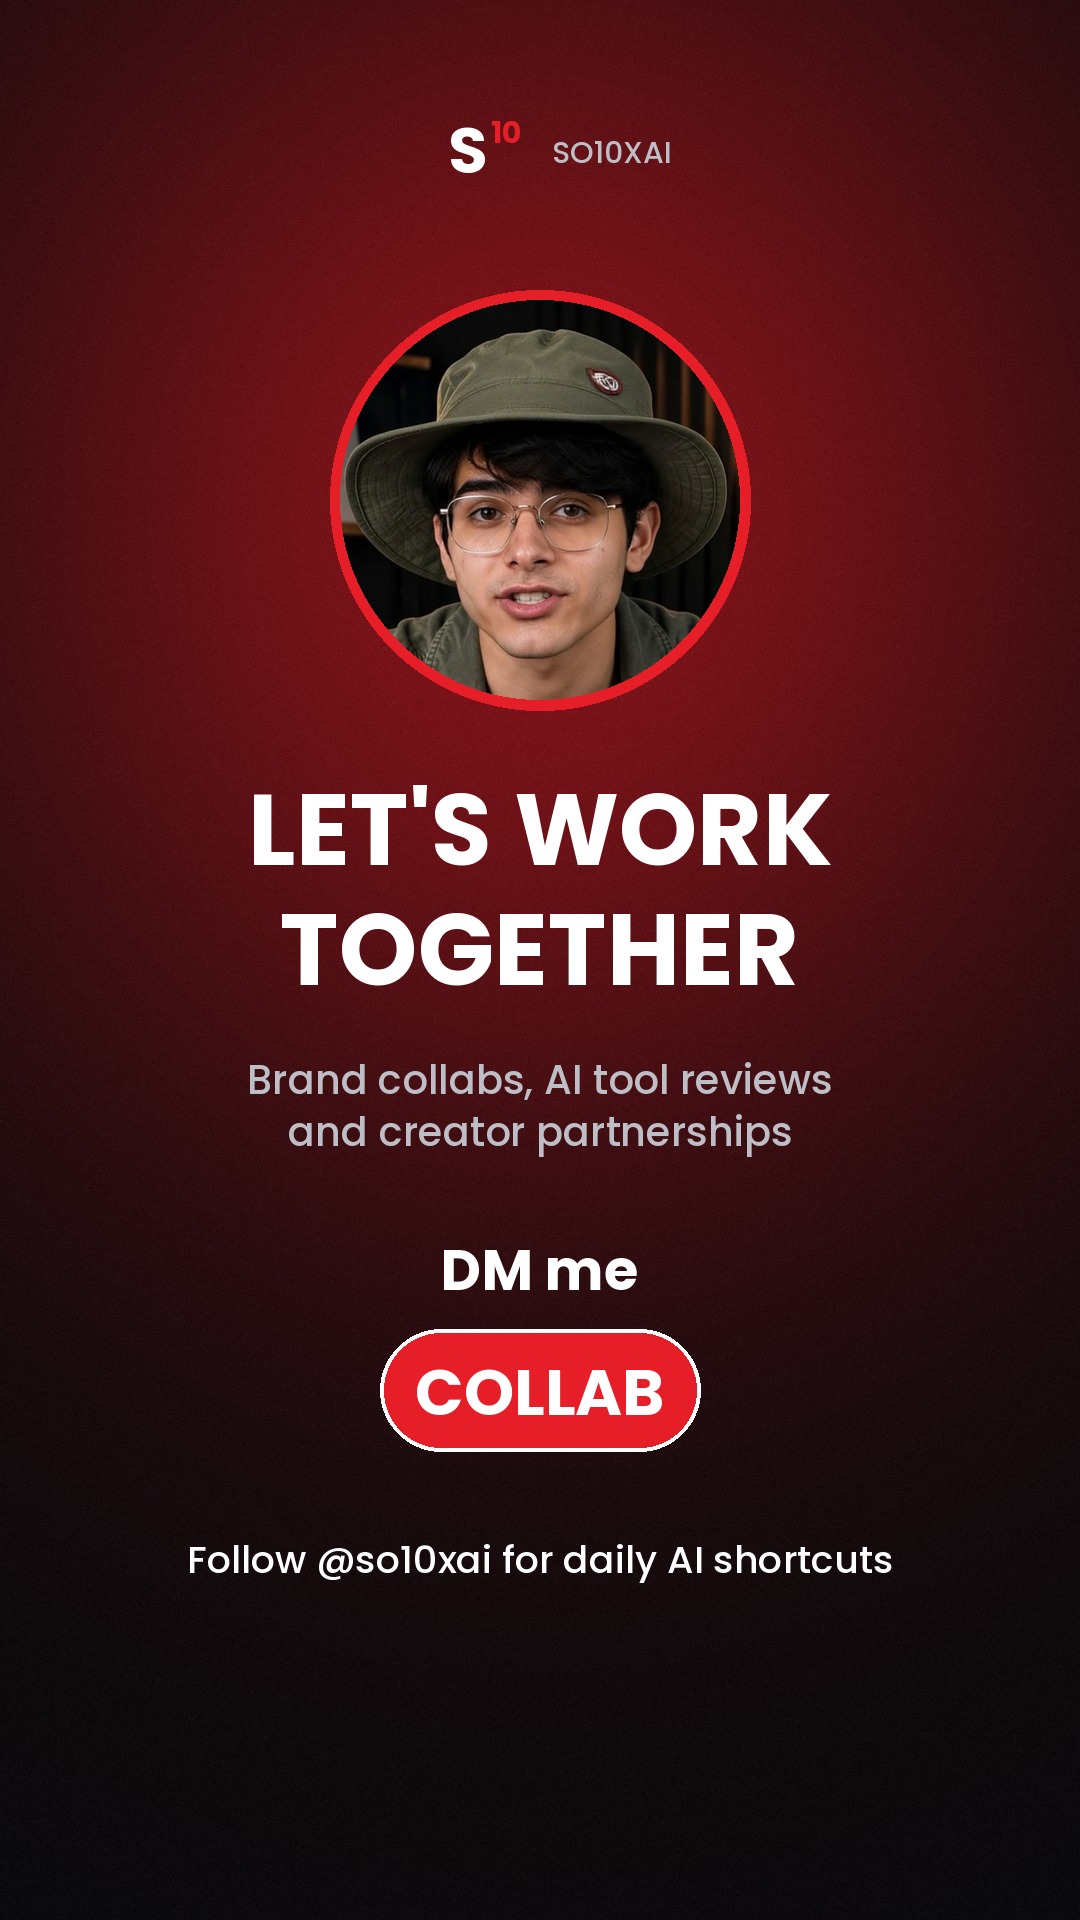 S10 SO10XAI
LET'S WORK
TOGETHER
Brand collabs, AI tool reviews
and creator partnerships
DM me
COLLAB
Follow @so10xai for daily AI shortcuts